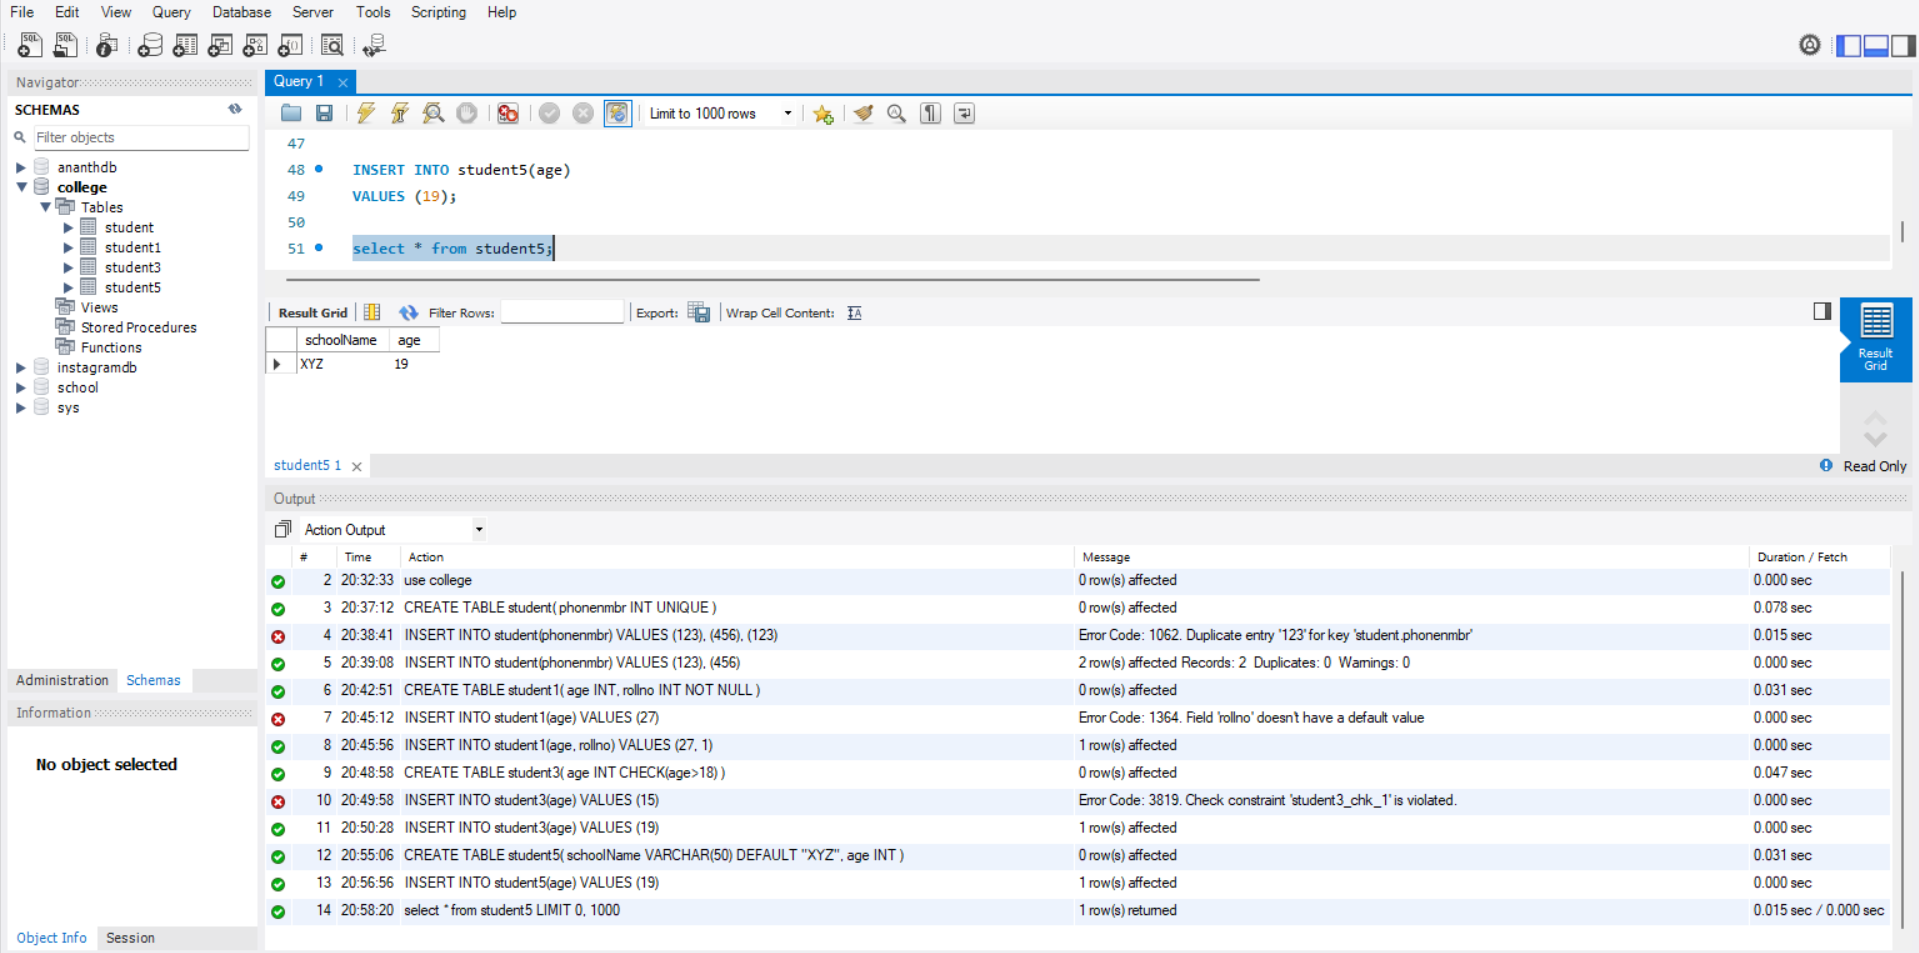 File Edit View Query Database Server Tools Scripting Help
Navigator
SCHEMAS
Filter objects
ananthdb
college
Tables
student
student1
student3
student5
Views
Stored Procedures
Functions
instagramdb
school
sys
Administration Schemas
Information
No object selected
Object Info Session
Query 1
Limit to 1000 rows
47
48 INSERT INTO student5(age)
49 VALUES (19);
50
51 select * from student5;
Result Grid Filter Rows: Export: Wrap Cell Content:
schoolName age
XYZ 19
Result
Grid
student5 1
Read Only
Output
Action Output
# Time Action Message Duration / Fetch
2 20:32:33 use college 0 row(s) affected 0.000 sec
3 20:37:12 CREATE TABLE student( phonenmbr INT UNIQUE ) 0 row(s) affected 0.078 sec
4 20:38:41 INSERT INTO student(phonenmbr) VALUES (123), (456), (123) Error Code: 1062. Duplicate entry '123' for key 'student.phonenmbr' 0.015 sec
5 20:39:08 INSERT INTO student(phonenmbr) VALUES (123), (456) 2 row(s) affected Records: 2 Duplicates: 0 Warnings: 0 0.000 sec
6 20:42:51 CREATE TABLE student1( age INT, rollno INT NOT NULL ) 0 row(s) affected 0.031 sec
7 20:45:12 INSERT INTO student1(age) VALUES (27) Error Code: 1364. Field 'rollno' doesn't have a default value 0.000 sec
8 20:45:56 INSERT INTO student1(age, rollno) VALUES (27, 1) 1 row(s) affected 0.000 sec
9 20:48:58 CREATE TABLE student3( age INT CHECK(age>18) ) 0 row(s) affected 0.047 sec
10 20:49:58 INSERT INTO student3(age) VALUES (15) Error Code: 3819. Check constraint 'student3_chk_1' is violated. 0.000 sec
11 20:50:28 INSERT INTO student3(age) VALUES (19) 1 row(s) affected 0.000 sec
12 20:55:06 CREATE TABLE student5( schoolName VARCHAR(50) DEFAULT "XYZ", age INT ) 0 row(s) affected 0.031 sec
13 20:56:56 INSERT INTO student5(age) VALUES (19) 1 row(s) affected 0.000 sec
14 20:58:20 select * from student5 LIMIT 0, 1000 1 row(s) returned 0.015 sec / 0.000 sec